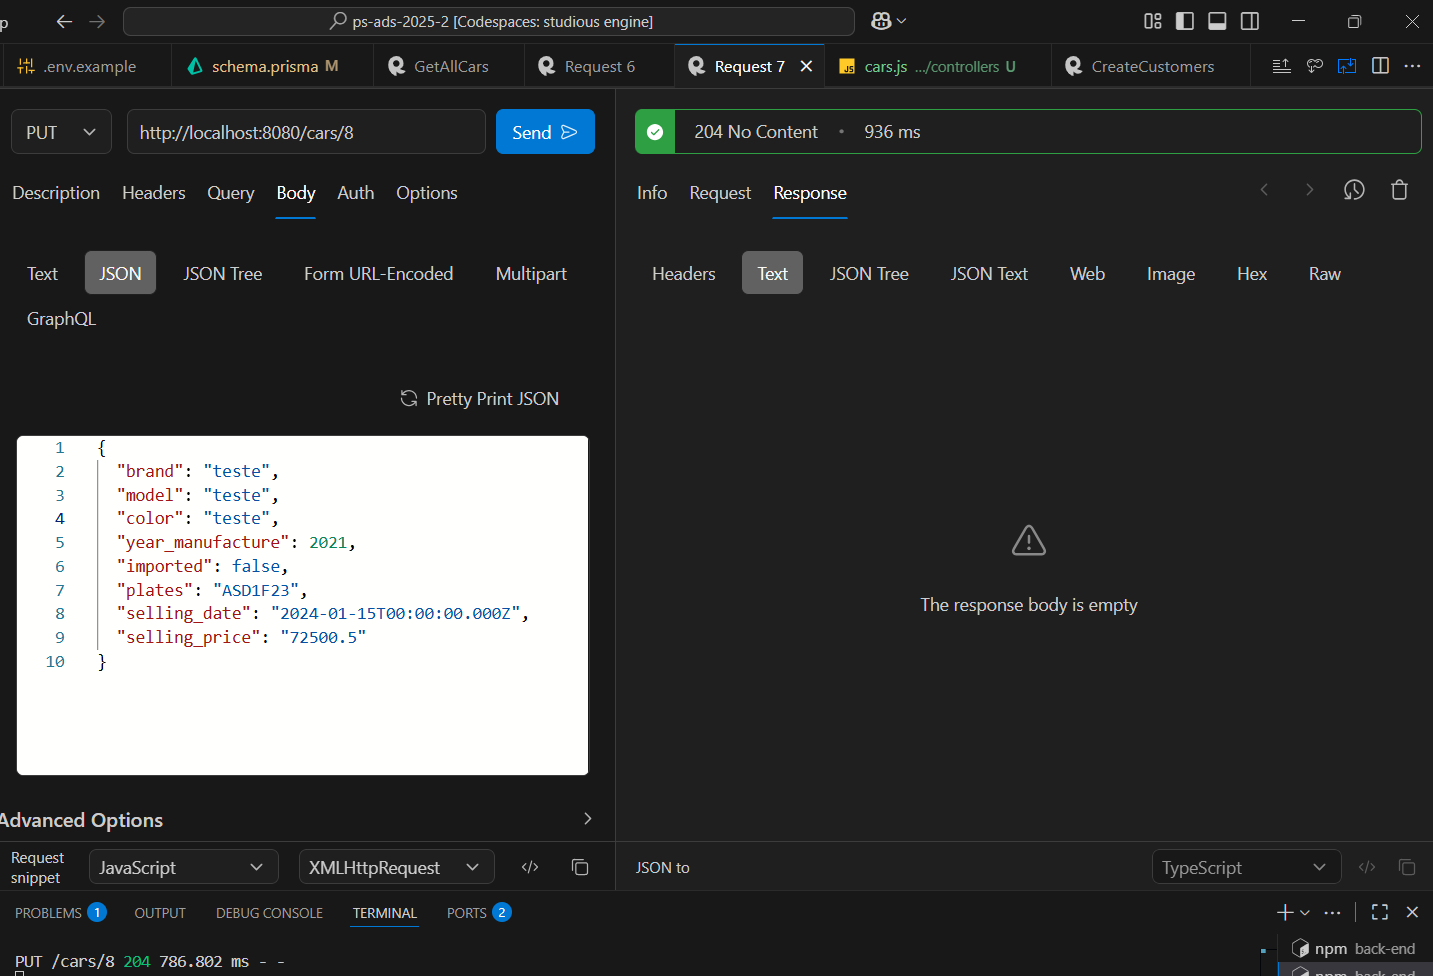 p
ps-ads-2025-2 [Codespaces: studious engine]
.env.example
schema.prisma M
GetAllCars
Request 6
Request 7
JS cars.js .../controllers U
CreateCustomers
PUT
http://localhost:8080/cars/8
Send
204 No Content • 936 ms
Description Headers Query Body Auth Options
Info Request Response
Text JSON JSON Tree Form URL-Encoded Multipart
GraphQL
Headers Text JSON Tree JSON Text Web Image Hex Raw
Pretty Print JSON
1 {
2 "brand": "teste",
3 "model": "teste",
4 "color": "teste",
5 "year_manufacture": 2021,
6 "imported": false,
7 "plates": "ASD1F23",
8 "selling_date": "2024-01-15T00:00:00.000Z",
9 "selling_price": "72500.5"
10 }
The response body is empty
Advanced Options
Request
snippet
JavaScript
XMLHttpRequest
JSON to
TypeScript
PROBLEMS 1 OUTPUT DEBUG CONSOLE TERMINAL PORTS 2
PUT /cars/8 204 786.802 ms - -
npm back-end
npm back-end